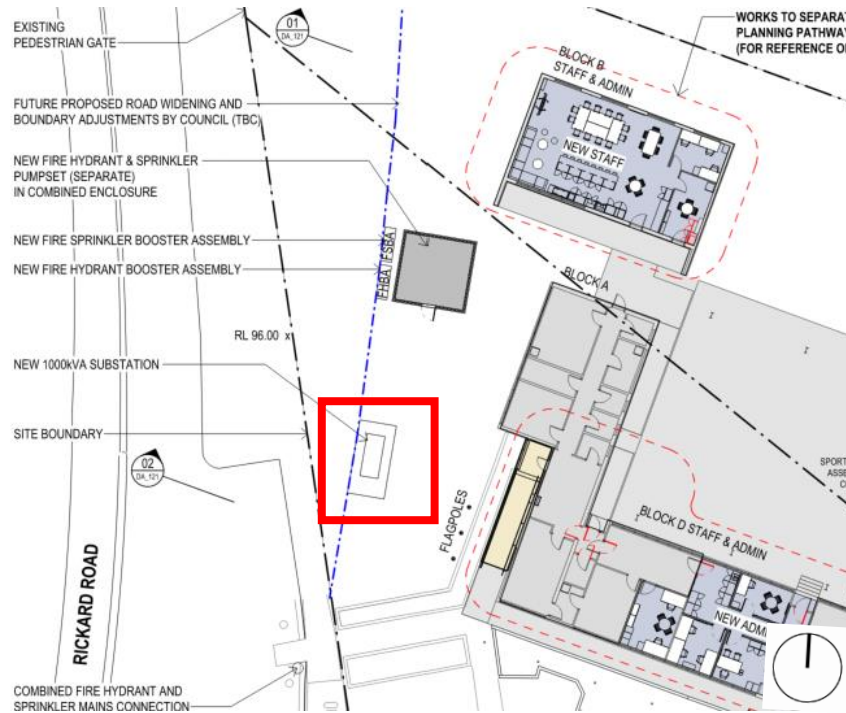 EXISTING
PEDESTRIAN GATE
01
DA_121
WORKS TO SEPARAT
PLANNING PATHWAY
(FOR REFERENCE O
BLOCK B
STAFF & ADMIN
FUTURE PROPOSED ROAD WIDENING AND
BOUNDARY ADJUSTMENTS BY COUNCIL (TBC)
NEW STAFF
NEW FIRE HYDRANT & SPRINKLER
PUMPSET (SEPARATE)
IN COMBINED ENCLOSURE
NEW FIRE SPRINKLER BOOSTER ASSEMBLY
FSBA
NEW FIRE HYDRANT BOOSTER ASSEMBLY
FHBA
BLOCK A
RL 96.00 x
NEW 1000kVA SUBSTATION
SITE BOUNDARY
02
DA_121
SPORT
ASSE
C
FLAGPOLES
BLOCK D STAFF & ADMIN
RICKARD ROAD
NEW ADM
COMBINED FIRE HYDRANT AND
SPRINKLER MAINS CONNECTION